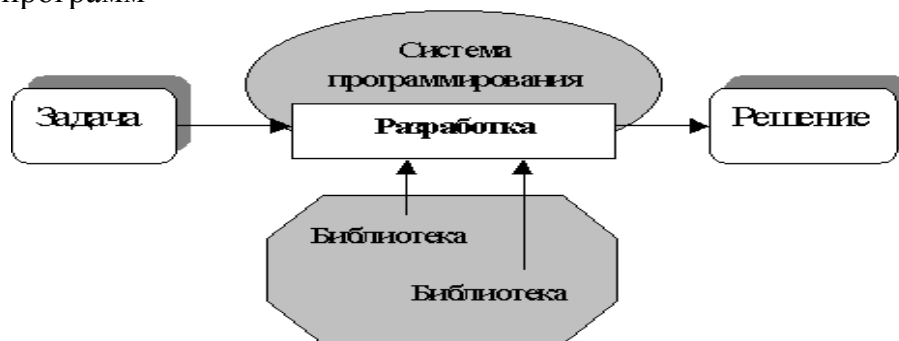 программ
Система
программирования
Задача
Разработка
Решение
Библиотека
Библиотека